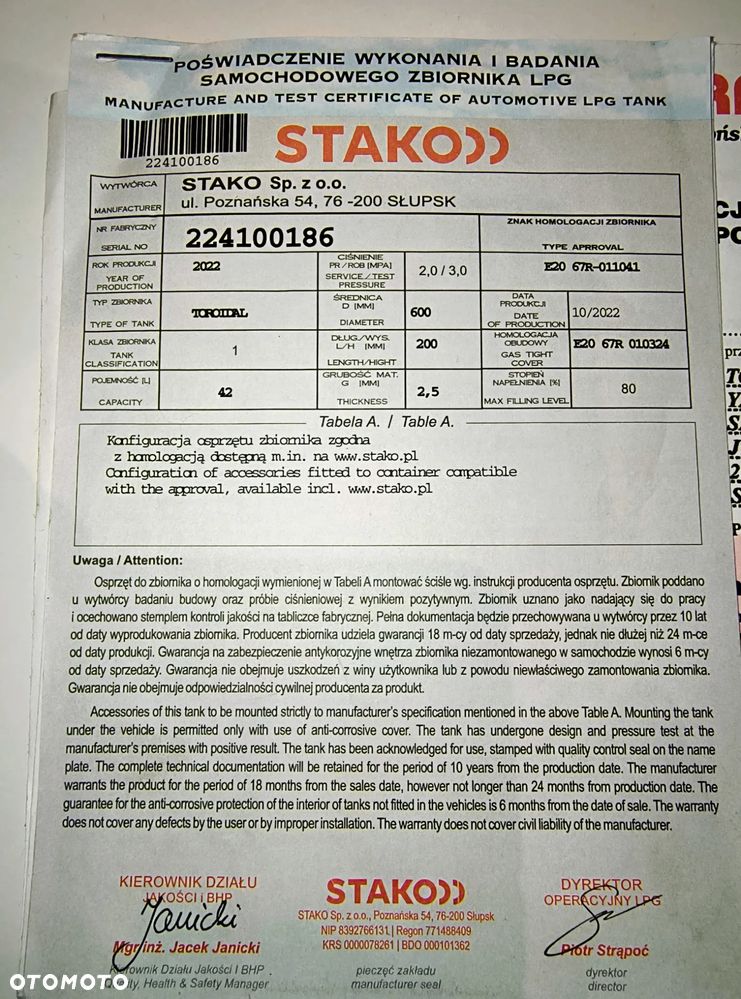 POŚWIADCZENIE WYKONANIA I BADANIA
SAMOCHODOWEGO ZBIORNIKA LPG
MANUFACTURE AND TEST CERTIFICATE OF AUTOMOTIVE LPG TANK
224100186
STAKO
WYTWÓRCA
MANUFACTURER
STAKO Sp. z o.o.
ul. Poznańska 54, 76 -200 SŁUPSK
NR FABRYCZNY
SERIAL NO
224100186
ZNAK HOMOLOGACJI ZBIORNIKA
TYPE APRROVAL
ROK PRODUKCJI
YEAR OF
PRODUCTION
2022
CIŚNIENIE
PR/ROB [MPA]
SERVICE/TEST
PRESSURE
2,0 / 3,0
E20 67R-011041
TYP ZBIORNIKA
TYPE OF TANK
TOROIDAL
ŚREDNICA
D [MM]
DIAMETER
600
DATA
PRODUKCJI
DATE
OF PRODUCTION
10/2022
KLASA ZBIORNIKA
TANK
CLASSIFICATION
1
DŁUG./WYS.
L/H [MM]
LENGTH/HIGHT
200
HOMOLOGACJA
OBUDOWY
GAS TIGHT
COVER
E20 67R 010324
POJEMNOŚĆ [L]
CAPACITY
42
GRUBOŚĆ MAT.
G [MM]
THICKNESS
2,5
STOPIEŃ
NAPEŁNIENIA [%]
MAX FILLING LEVEL
80
Tabela A. / Table A.
Konfiguracja osprzętu zbiornika zgodna
z homologacją dostępną m.in. na www.stako.pl
Configuration of accessories fitted to container compatible
with the approval, available incl. www.stako.pl
Uwaga / Attention:
Osprzęt do zbiornika o homologacji wymienionej w Tabeli A montować ściśle wg. instrukcji producenta osprzętu. Zbiornik poddano
u wytwórcy badaniu budowy oraz próbie ciśnieniowej z wynikiem pozytywnym. Zbiornik uznano jako nadający się do pracy
i ocechowano stemplem kontroli jakości na tabliczce fabrycznej. Pełna dokumentacja będzie przechowywana u wytwórcy przez 10 lat
od daty wyprodukowania zbiornika. Producent zbiornika udziela gwarancji 18 m-cy od daty sprzedaży, jednak nie dłużej niż 24 m-ce
od daty produkcji. Gwarancja na zabezpieczenie antykorozyjne wnętrza zbiornika niezamontowanego w samochodzie wynosi 6 m-cy
od daty sprzedaży. Gwarancja nie obejmuje uszkodzeń z winy użytkownika lub z powodu niewłaściwego zamontowania zbiornika.
Gwarancja nie obejmuje odpowiedzialności cywilnej producenta za produkt.
Accessories of this tank to be mounted strictly to manufacturer's specification mentioned in the above Table A. Mounting the tank
under the vehicle is permitted only with use of anti-corrosive cover. The tank has undergone design and pressure test at the
manufacturer's premises with positive result. The tank has been acknowledged for use, stamped with quality control seal on the name
plate. The complete technical documentation will be retained for the period of 10 years from the production date. The manufacturer
warrants the product for the period of 18 months from the sales date, however not longer than 24 months from production date. The
guarantee for the anti-corrosive protection of the interior of tanks not fitted in the vehicles is 6 months from the date of sale. The warranty
does not cover any defects by the user or by improper installation. The warranty does not cover civil liability of the manufacturer.
KIEROWNIK DZIAŁU
JAKOŚCI i BHP
Janicki
Mgr inż. Jacek Janicki
Kierownik Działu Jakości I BHP
Quality, Health & Safety Manager
STAKO
STAKO Sp. z o.o., Poznańska 54, 76-200 Słupsk
NIP 8392766131 | Regon 771488409
KRS 0000078261 | BDO 000101362
pieczęć zakładu
manufacturer seal
DYREKTOR
OPERACYJNY LPG
Piotr Strąpoć
dyrektor
director
OTOMOTO